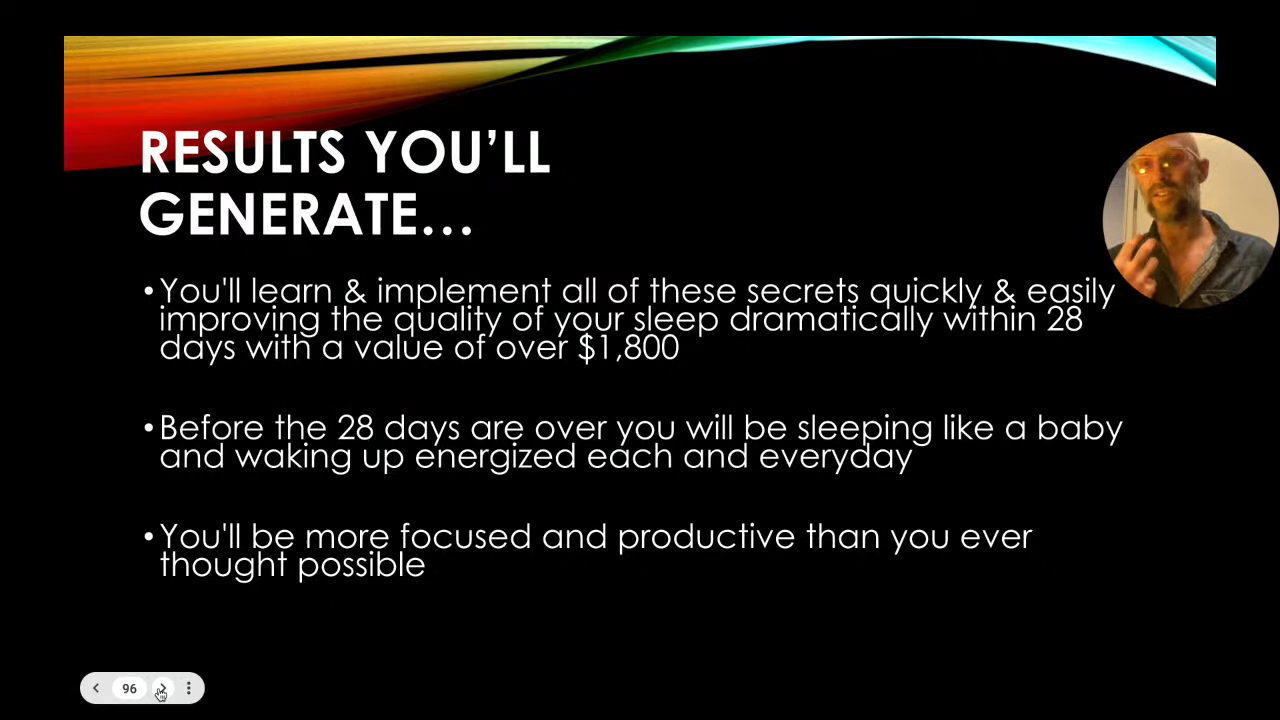 RESULTS YOU’LL
GENERATE…
•You'll learn & implement all of these secrets quickly & easily
improving the quality of your sleep dramatically within 28
days with a value of over $1,800
•Before the 28 days are over you will be sleeping like a baby
and waking up energized each and everyday
•You'll be more focused and productive than you ever
thought possible
96